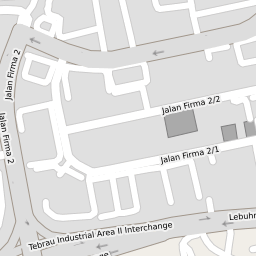 Jalan Firma 2
Jalan Firma 2/2
Jalan Firma 2
Jalan Firma 2/1
Lebuhr
Tebrau Industrial Area II Interchange